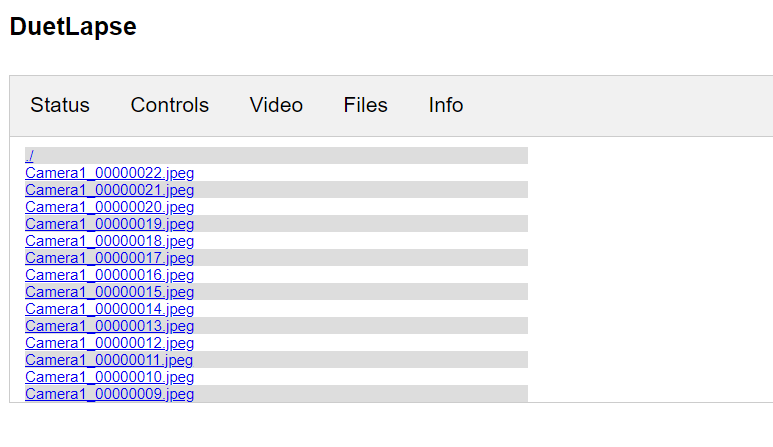 DuetLapse
Status Controls Video Files Info
./
Camera1_00000022.jpeg
Camera1_00000021.jpeg
Camera1_00000020.jpeg
Camera1_00000019.jpeg
Camera1_00000018.jpeg
Camera1_00000017.jpeg
Camera1_00000016.jpeg
Camera1_00000015.jpeg
Camera1_00000014.jpeg
Camera1_00000013.jpeg
Camera1_00000012.jpeg
Camera1_00000011.jpeg
Camera1_00000010.jpeg
Camera1_00000009.jpeg